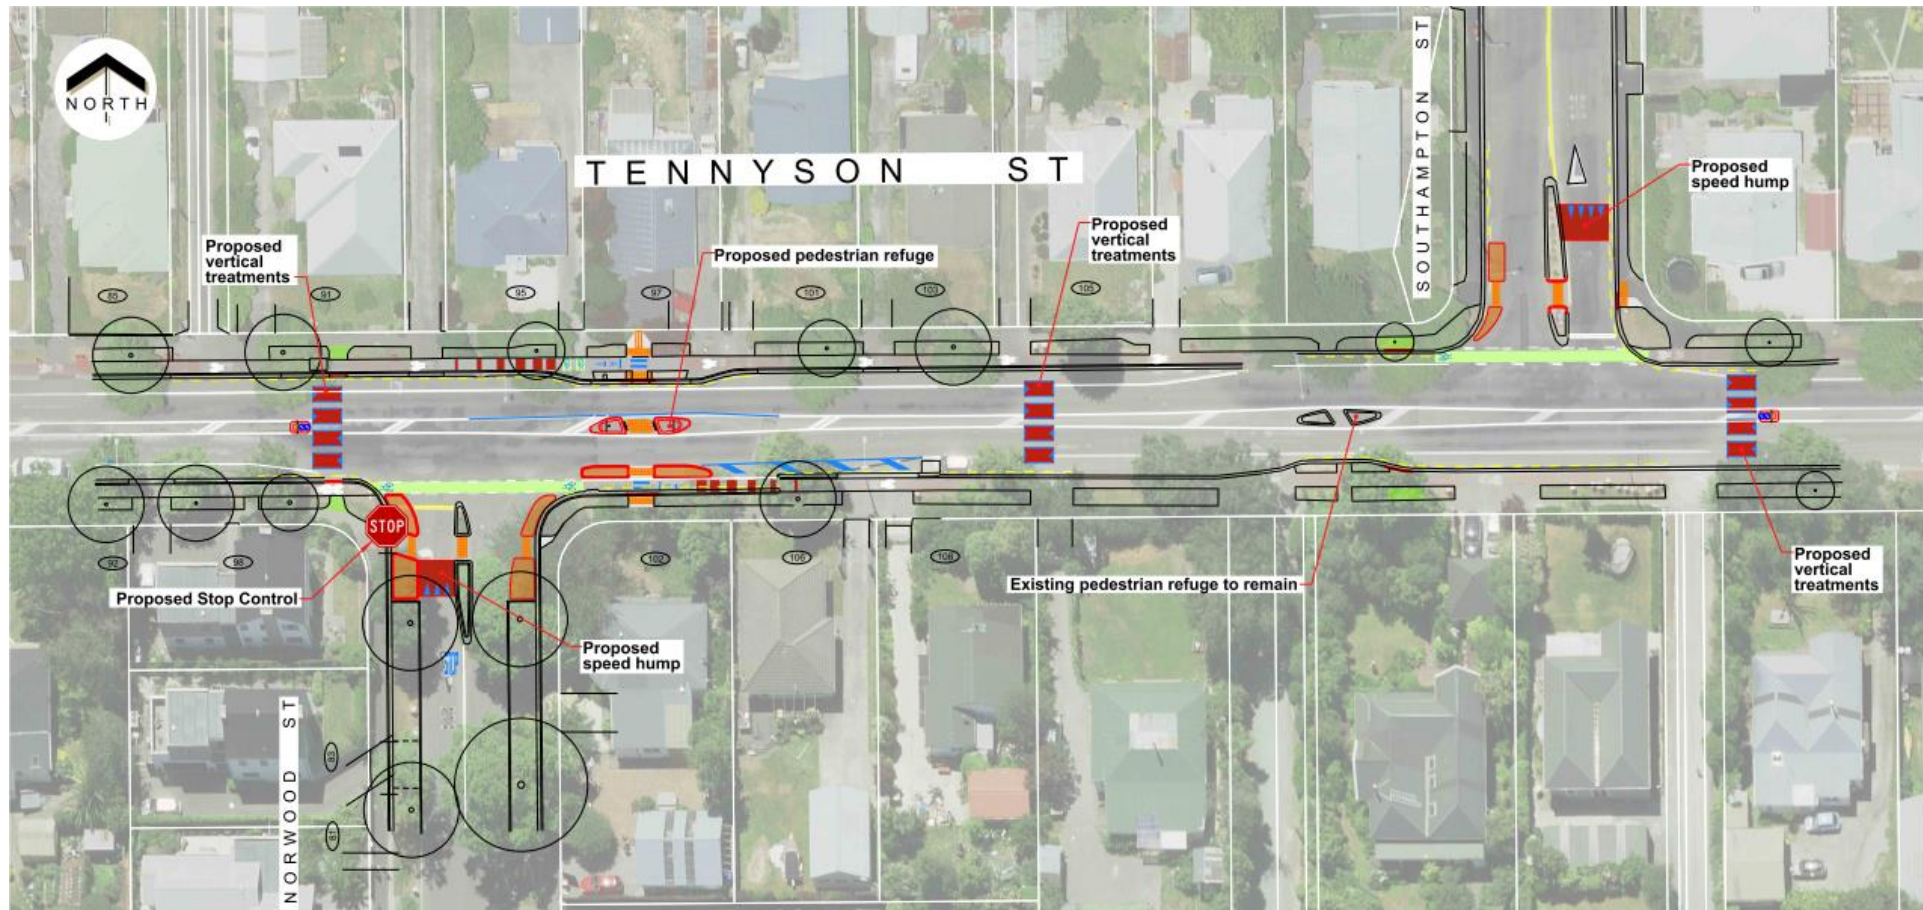 NORTH
TENNYSON ST
SOUTHAMPTON ST
Proposed
speed hump
Proposed
vertical
treatments
Proposed pedestrian refuge
Proposed
vertical
treatments
85
91
95
97
101
103
105
STOP
92
98
102
106
108
Proposed Stop Control
Existing pedestrian refuge to remain
Proposed
vertical
treatments
Proposed
speed hump
NORWOOD ST
83
81